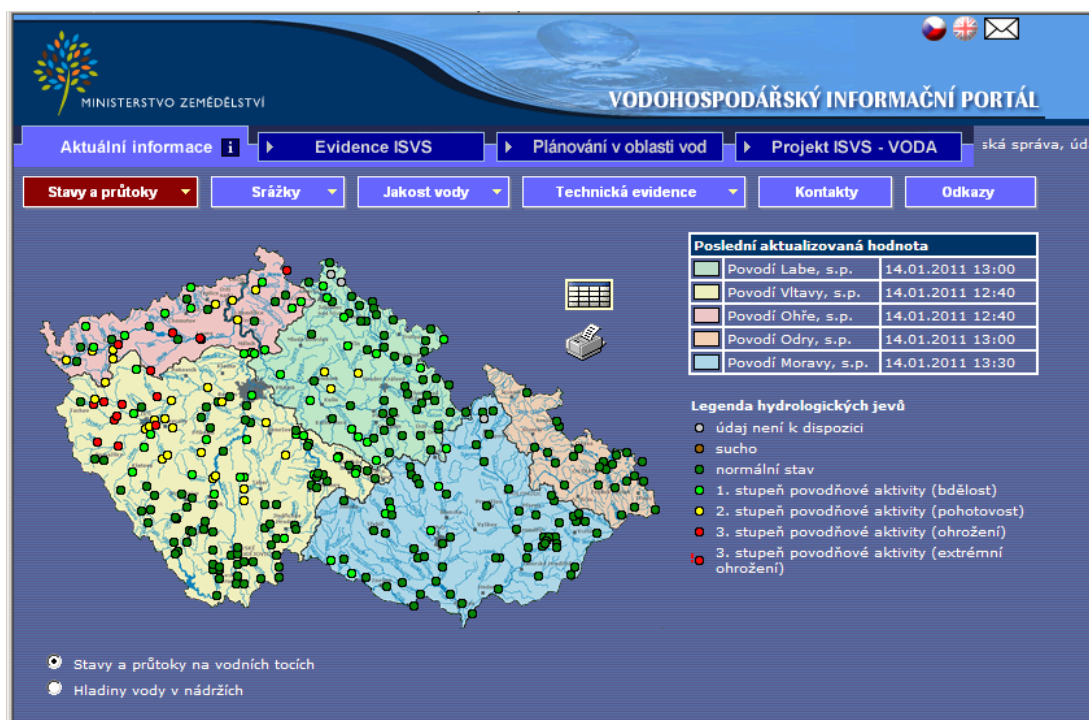 MINISTERSTVO ZEMĚDĚLSTVÍ
VODOHOSPODÁŘSKÝ INFORMAČNÍ PORTÁL
Aktuální informace i
Evidence ISVS
Plánování v oblasti vod
Projekt ISVS - VODA
ská správa, úd
Stavy a průtoky
Srážky
Jakost vody
Technická evidence
Kontakty
Odkazy
Poslední aktualizovaná hodnota
Povodí Labe, s.p. 14.01.2011 13:00
Povodí Vltavy, s.p. 14.01.2011 12:40
Povodí Ohře, s.p. 14.01.2011 12:40
Povodí Odry, s.p. 14.01.2011 13:00
Povodí Moravy, s.p. 14.01.2011 13:30
Legenda hydrologických jevů
údaj není k dispozici
sucho
normální stav
1. stupeň povodňové aktivity (bdělost)
2. stupeň povodňové aktivity (pohotovost)
3. stupeň povodňové aktivity (ohrožení)
3. stupeň povodňové aktivity (extrémní
ohrožení)
Stavy a průtoky na vodních tocích
Hladiny vody v nádržích